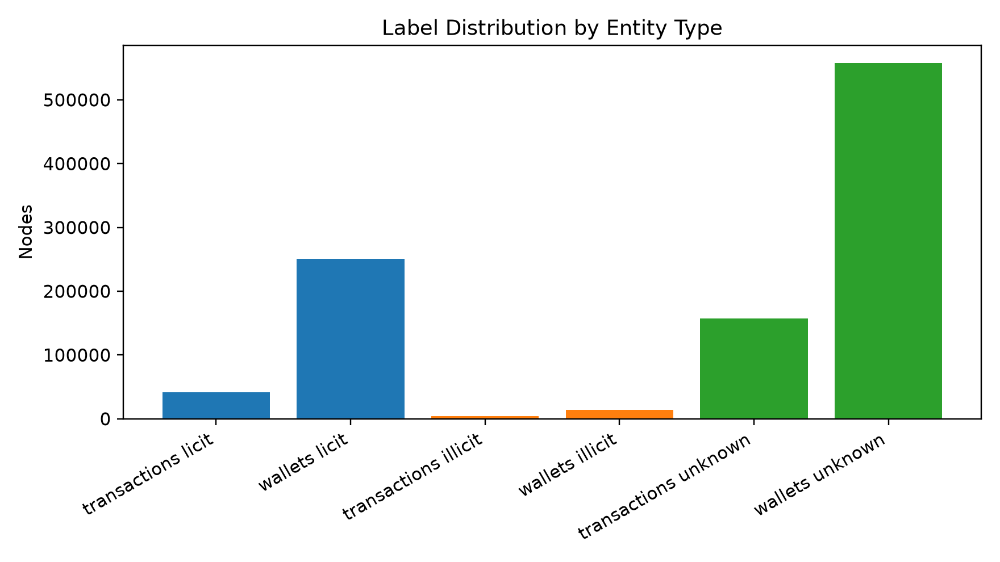 Label Distribution by Entity Type
Nodes
500000
400000
300000
200000
100000
0
transactions licit
wallets licit
transactions illicit
wallets illicit
transactions unknown
wallets unknown